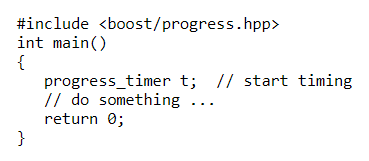 #include <boost/progress.hpp>
int main()
{
   progress_timer t;  // start timing
   // do something ...
   return 0;
}